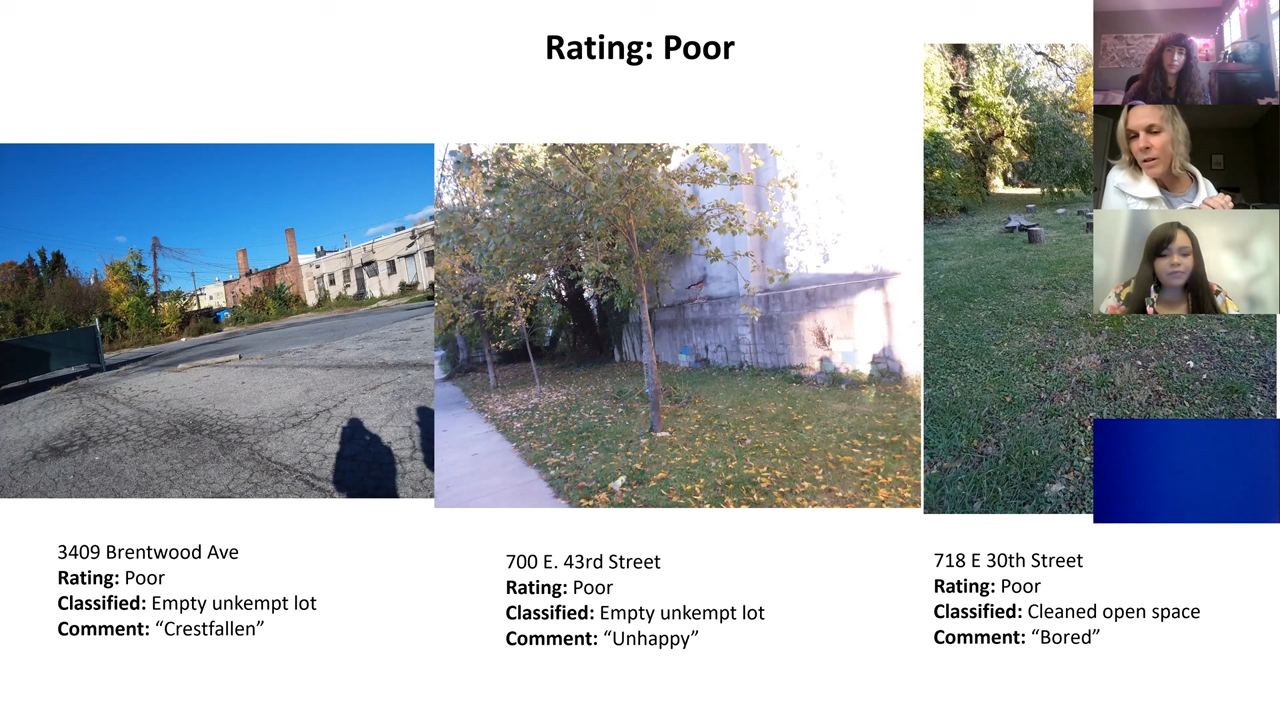 Rating: Poor
3409 Brentwood Ave
Rating: Poor
Classified: Empty unkempt lot
Comment: “Crestfallen”
700 E. 43rd Street
Rating: Poor
Classified: Empty unkempt lot
Comment: “Unhappy”
718 E 30th Street
Rating: Poor
Classified: Cleaned open space
Comment: “Bored”